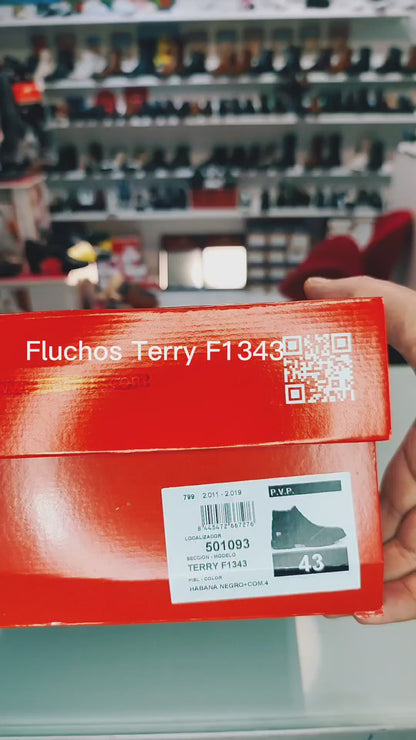 Fluchos Terry F1343
799 2.011 - 2.019
P.V.P.
8 445472 667276
LOCALIZADOR
501093
SECCION - MODELO
TERRY F1343
43
PIEL - COLOR
HABANA NEGRO+COM.4